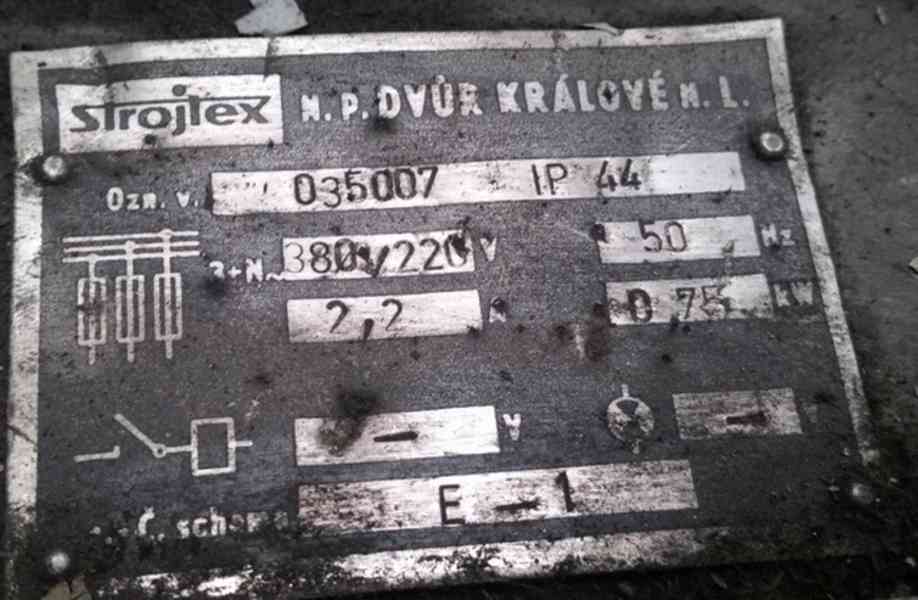 Strojtex N. P. DVŮR KRÁLOVÉ N. L.
Ozn. v. 035007 IP 44
3+N~ 380/220 V 50 Hz
2,2 A 0 75 kW
– V –
Č. schema E – 1